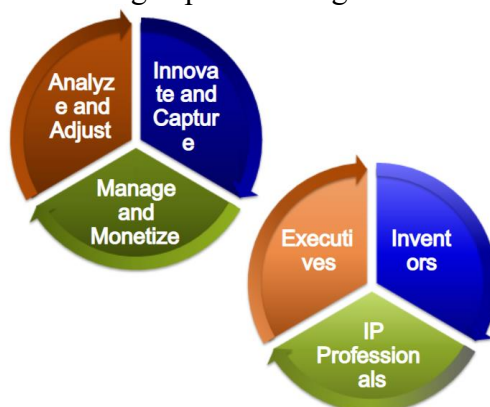 Analyz
e and
Adjust
Innova
te and
Captur
e
Manage
and
Monetize
Executi
ves
Invent
ors
IP
Profession
als